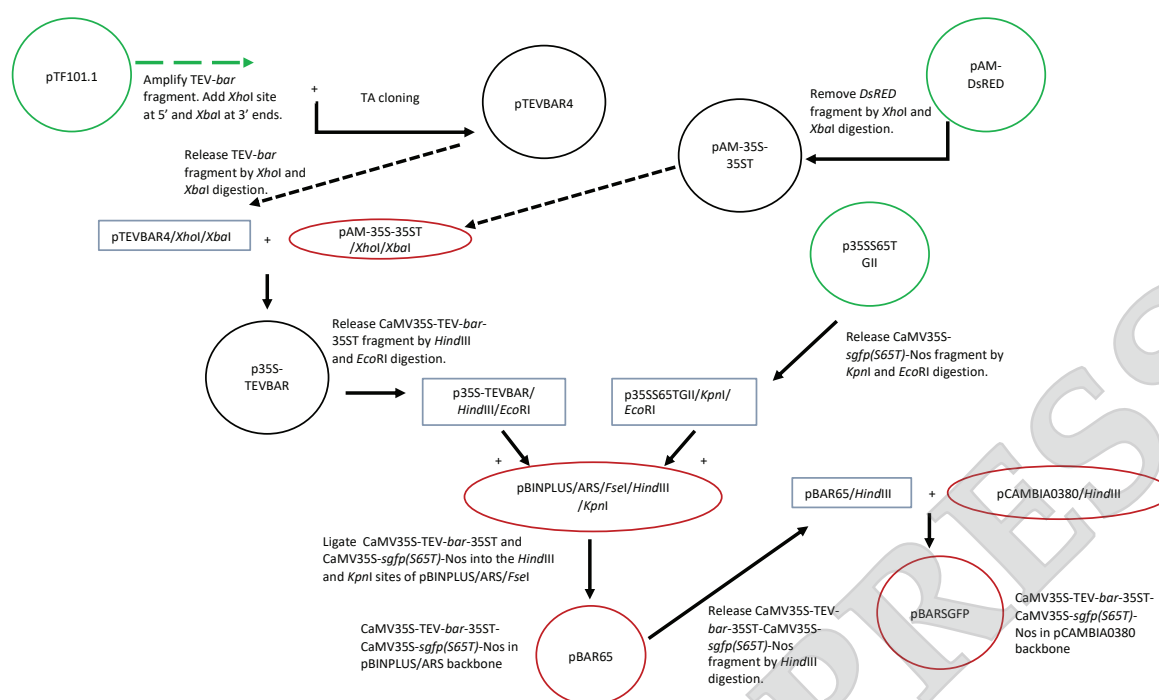 pTF101.1
Amplify TEV-bar
fragment. Add XhoI site
at 5’ and XbaI at 3’ ends.
+
TA cloning
pTEVBAR4
pAM-
DsRED
Remove DsRED
fragment by XhoI and
XbaI digestion.
pAM-35S-
35ST
Release TEV-bar
fragment by XhoI and
XbaI digestion.
pTEVBAR4/XhoI/XbaI
+
pAM-35S-35ST
/XhoI/XbaI
p35SS65T
GII
p35S-
TEVBAR
Release CaMV35S-TEV-bar-
35ST fragment by HindIII
and EcoRI digestion.
Release CaMV35S-
sgfp(S65T)-Nos fragment by
KpnI and EcoRI digestion.
p35S-TEVBAR/
HindIII/EcoRI
p35SS65TGII/KpnI/
EcoRI
+
+
pBINPLUS/ARS/FseI/HindIII
/KpnI
pBAR65/HindIII
+
pCAMBIA0380/HindIII
Ligate CaMV35S-TEV-bar-35ST and
CaMV35S-sgfp(S65T)-Nos into the HindIII
and KpnI sites of pBINPLUS/ARS/FseI
CaMV35S-TEV-bar-35ST-
CaMV35S-sgfp(S65T)-Nos in
pBINPLUS/ARS backbone
pBAR65
Release CaMV35S-TEV-
bar-35ST-CaMV35S-
sgfp(S65T)-Nos
fragment by HindIII
digestion.
pBARSGFP
CaMV35S-TEV-bar-35ST-
CaMV35S-sgfp(S65T)-
Nos in pCAMBIA0380
backbone
PRESS